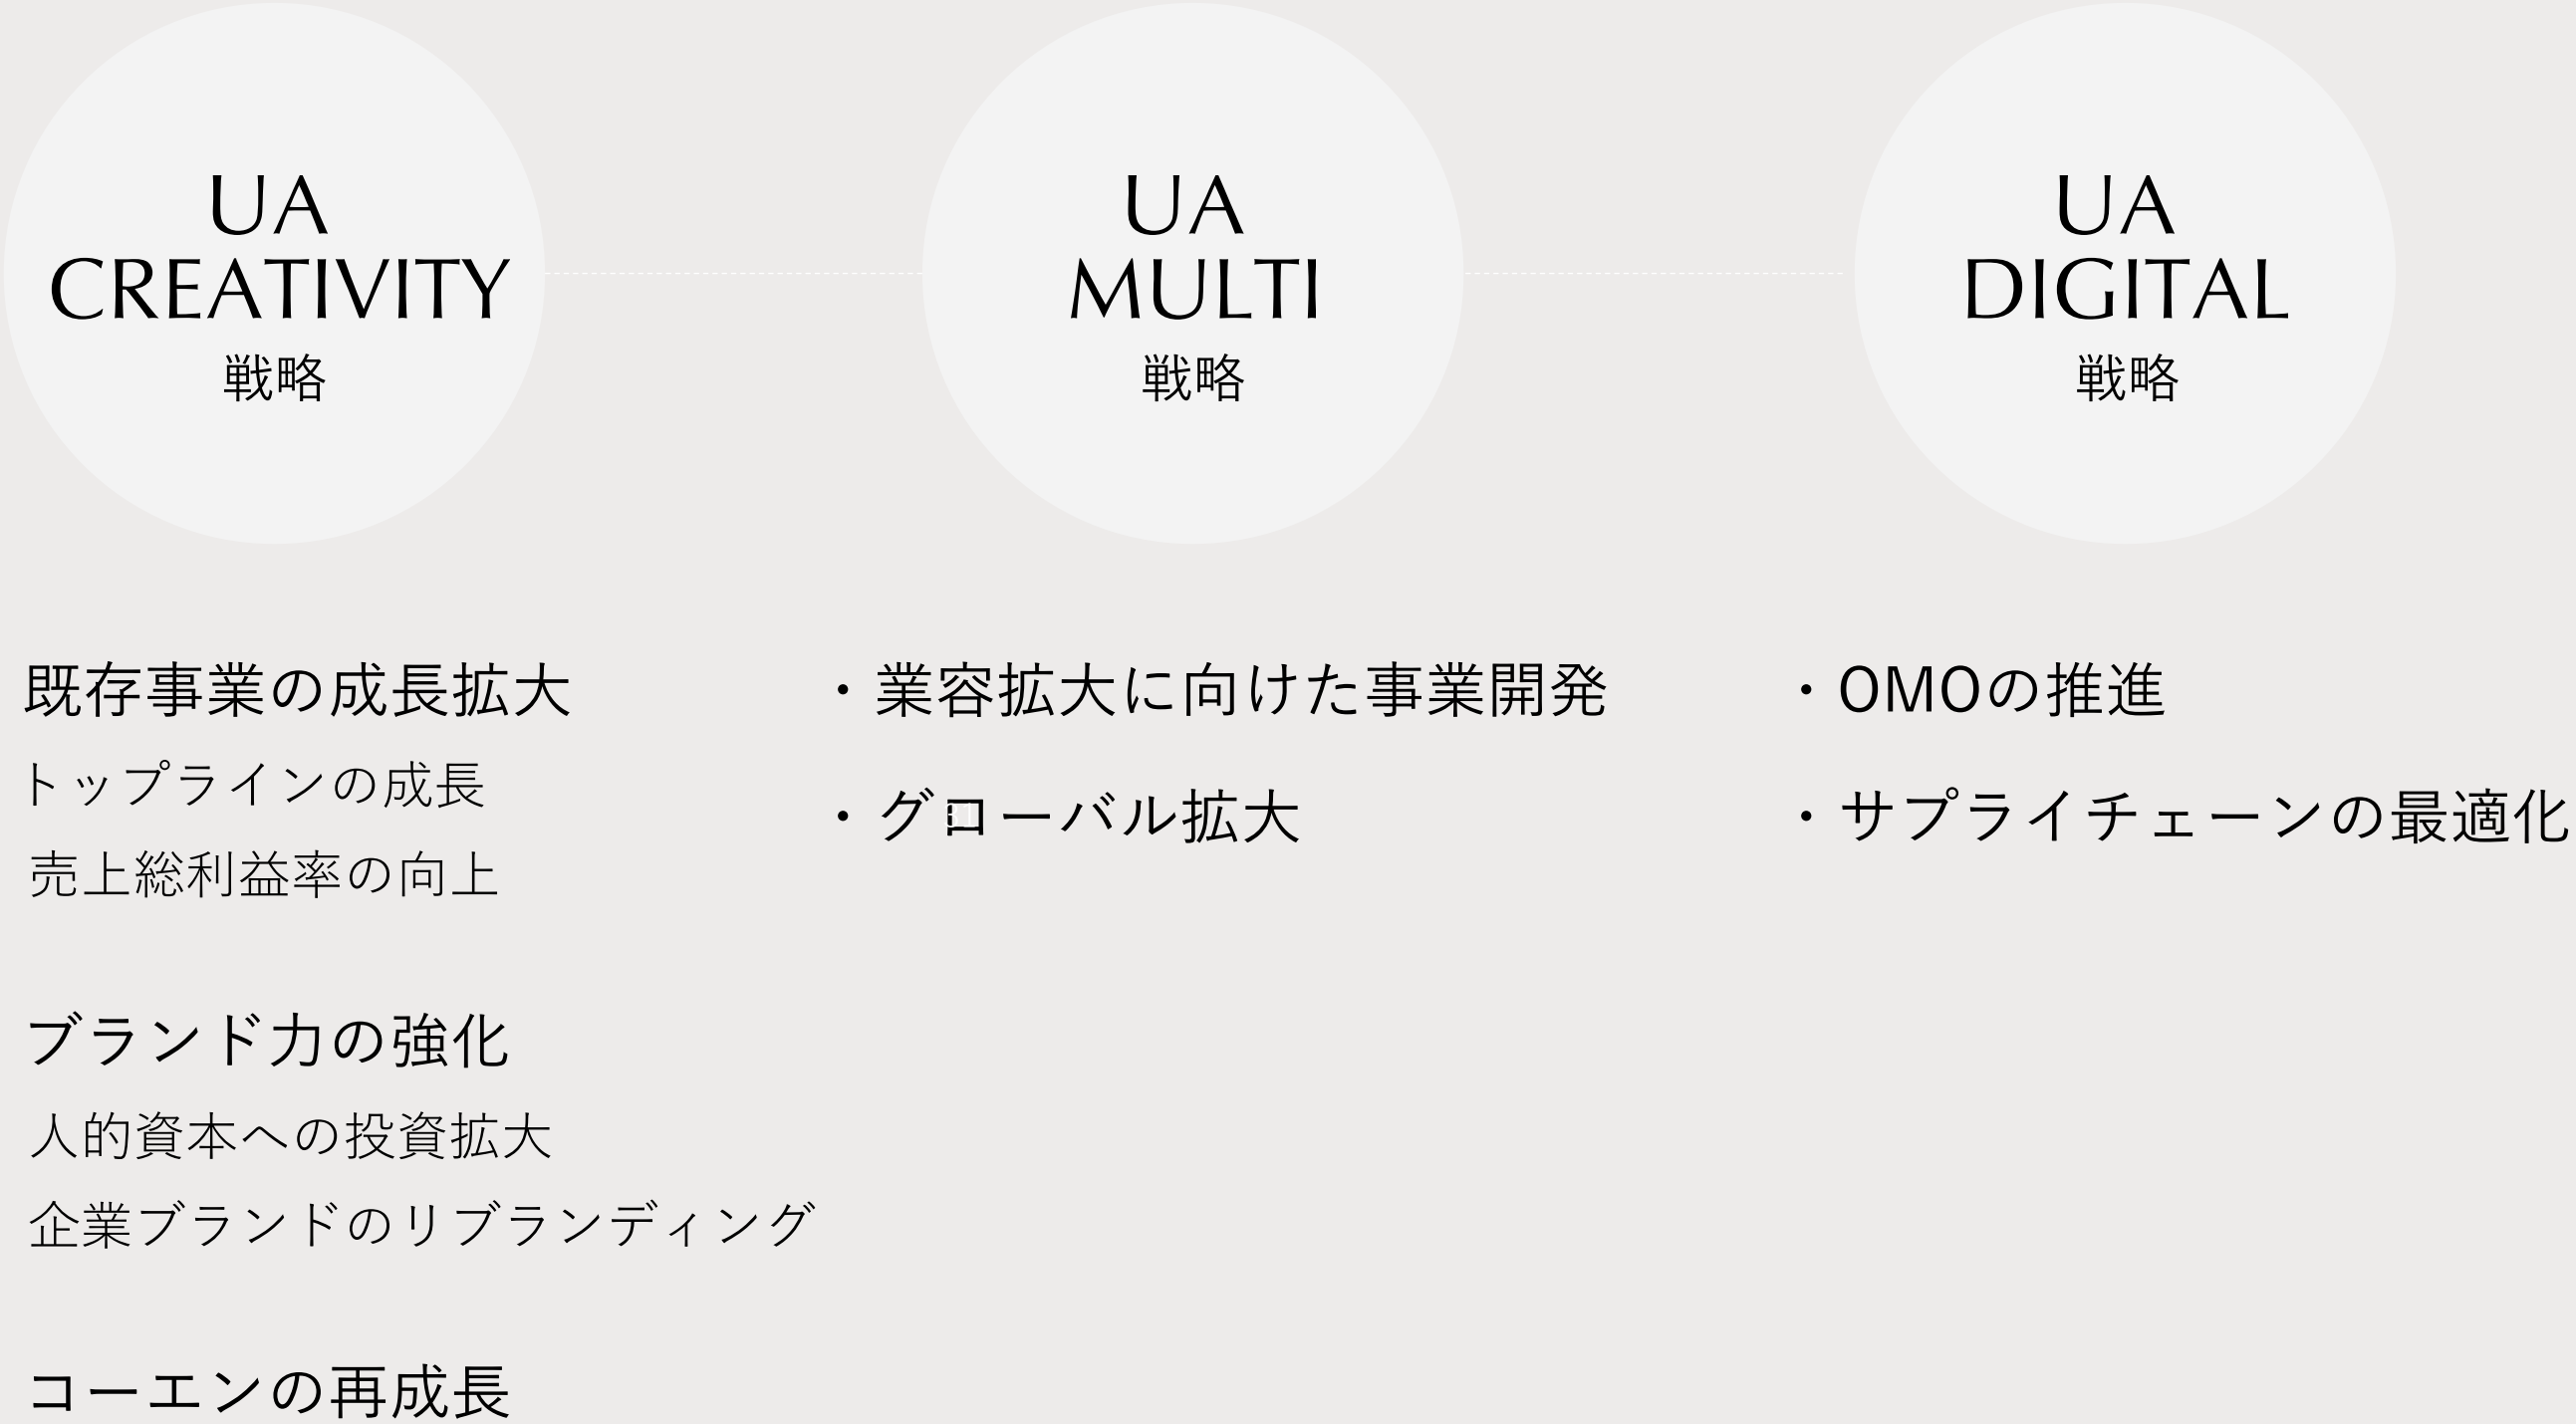 UA
CREATIVITY
戦略
UA
MULTI
戦略
UA
DIGITAL
戦略
既存事業の成長拡大
トップラインの成長
売上総利益率の向上
ブランド力の強化
人的資本への投資拡大
企業ブランドのリブランディング
コーエンの再成長
・業容拡大に向けた事業開発
・グローバル拡大
31
・OMOの推進
・サプライチェーンの最適化